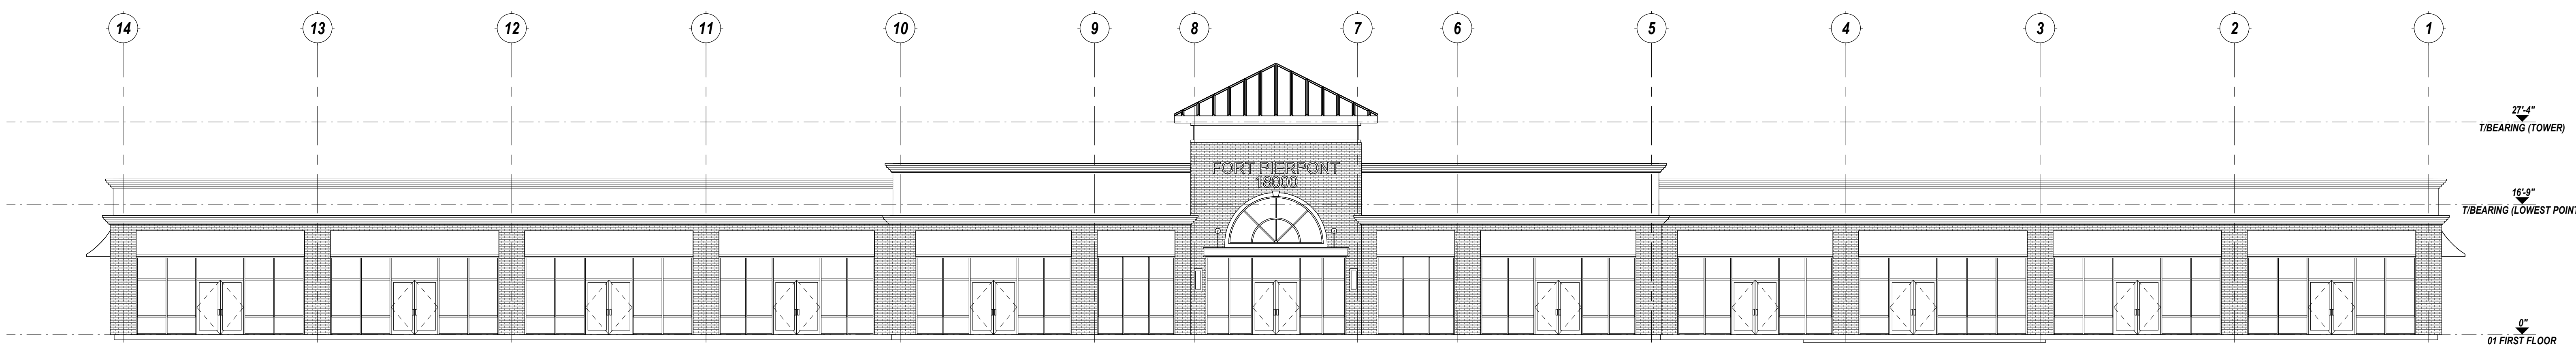 14 13 12 11 10 9 8 7 6 5 4 3 2 1
27'-4"
T/BEARING (TOWER)
FORT PIERPONT
18000
16'-9"
T/BEARING (LOWEST POINT
0"
01 FIRST FLOOR